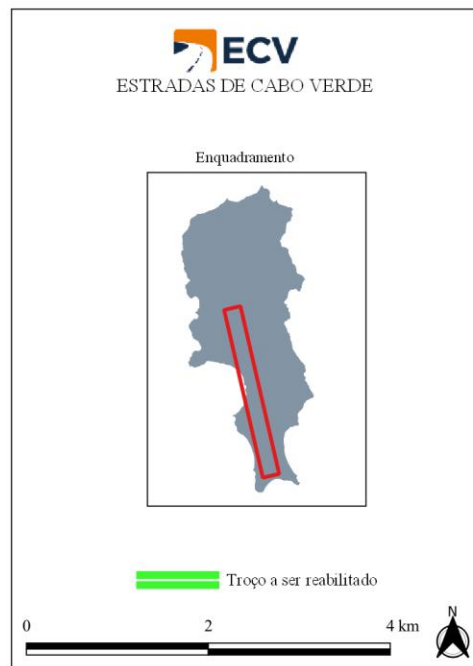 ECV
ESTRADAS DE CABO VERDE
Enquadramento
Troço a ser reabilitado
0 2 4 km
N